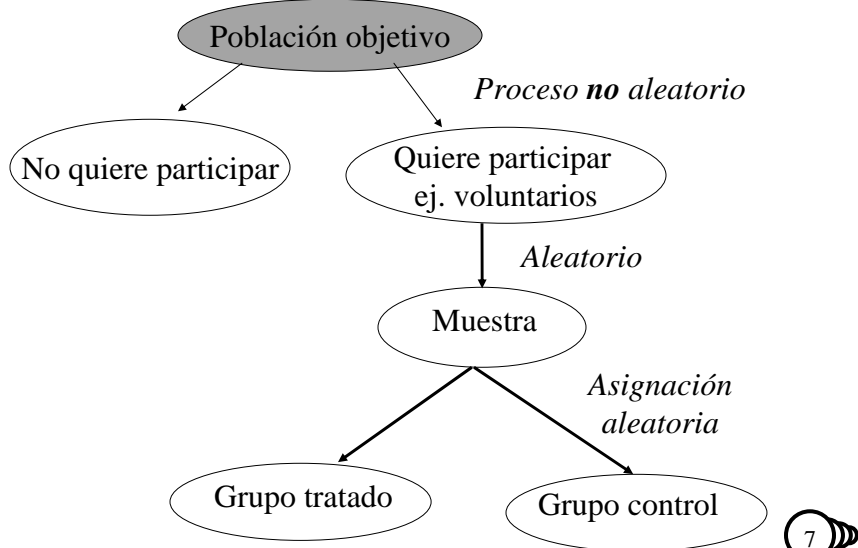 Población objetivo
Proceso no aleatorio
No quiere participar
Quiere participar
ej. voluntarios
Aleatorio
Muestra
Asignación
aleatoria
Grupo tratado
Grupo control
7